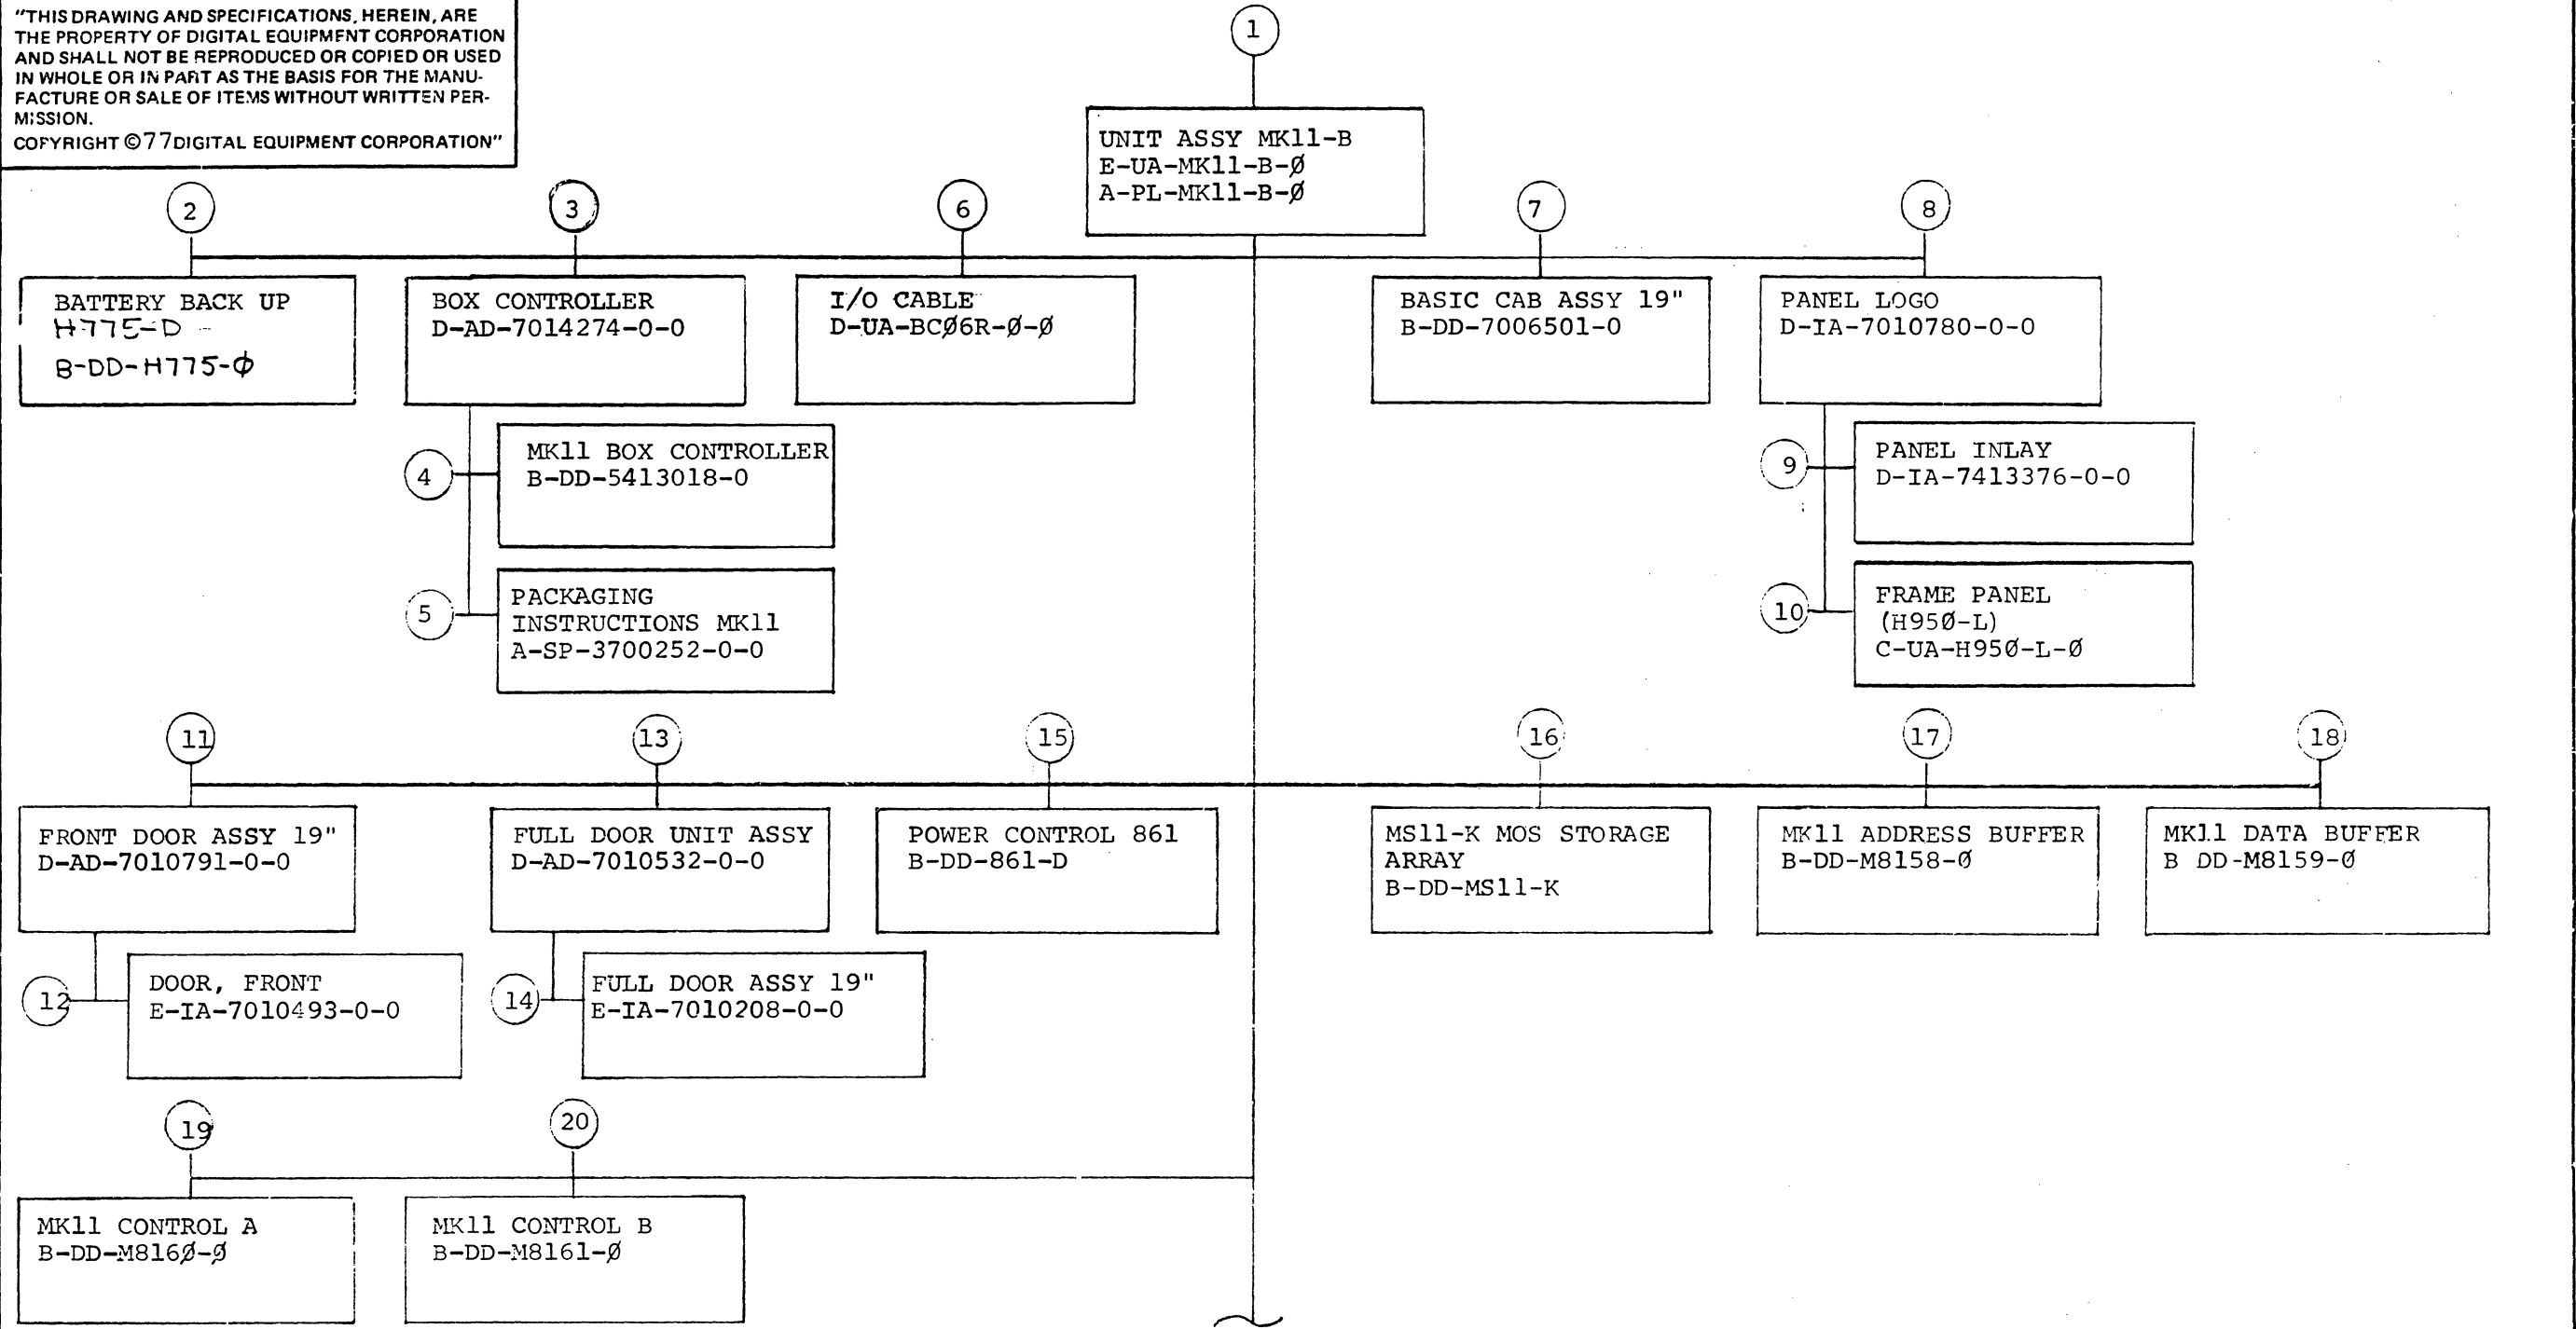 "THIS DRAWING AND SPECIFICATIONS, HEREIN, ARE
THE PROPERTY OF DIGITAL EQUIPMENT CORPORATION
AND SHALL NOT BE REPRODUCED OR COPIED OR USED
IN WHOLE OR IN PART AS THE BASIS FOR THE MANU-
FACTURE OR SALE OF ITEMS WITHOUT WRITTEN PER-
MISSION.
COPYRIGHT ©77 DIGITAL EQUIPMENT CORPORATION"
1
UNIT ASSY MK11-B
E-UA-MK11-B-Ø
A-PL-MK11-B-Ø
2
BATTERY BACK UP
H775-D
B-DD-H775-Ø
3
BOX CONTROLLER
D-AD-7014274-0-0
4
MK11 BOX CONTROLLER
B-DD-5413018-0
5
PACKAGING
INSTRUCTIONS MK11
A-SP-3700252-0-0
6
I/O CABLE
D-UA-BCØ6R-Ø-Ø
7
BASIC CAB ASSY 19"
B-DD-7006501-0
8
PANEL LOGO
D-IA-7010780-0-0
9
PANEL INLAY
D-IA-7413376-0-0
10
FRAME PANEL
(H95Ø-L)
C-UA-H95Ø-L-Ø
11
FRONT DOOR ASSY 19"
D-AD-7010791-0-0
12
DOOR, FRONT
E-IA-7010493-0-0
13
FULL DOOR UNIT ASSY
D-AD-7010532-0-0
14
FULL DOOR ASSY 19"
E-IA-7010208-0-0
15
POWER CONTROL 861
B-DD-861-D
16
MS11-K MOS STORAGE
ARRAY
B-DD-MS11-K
17
MK11 ADDRESS BUFFER
B-DD-M8158-Ø
18
MK11 DATA BUFFER
B DD-M8159-Ø
19
MK11 CONTROL A
B-DD-M816Ø-Ø
20
MK11 CONTROL B
B-DD-M8161-Ø